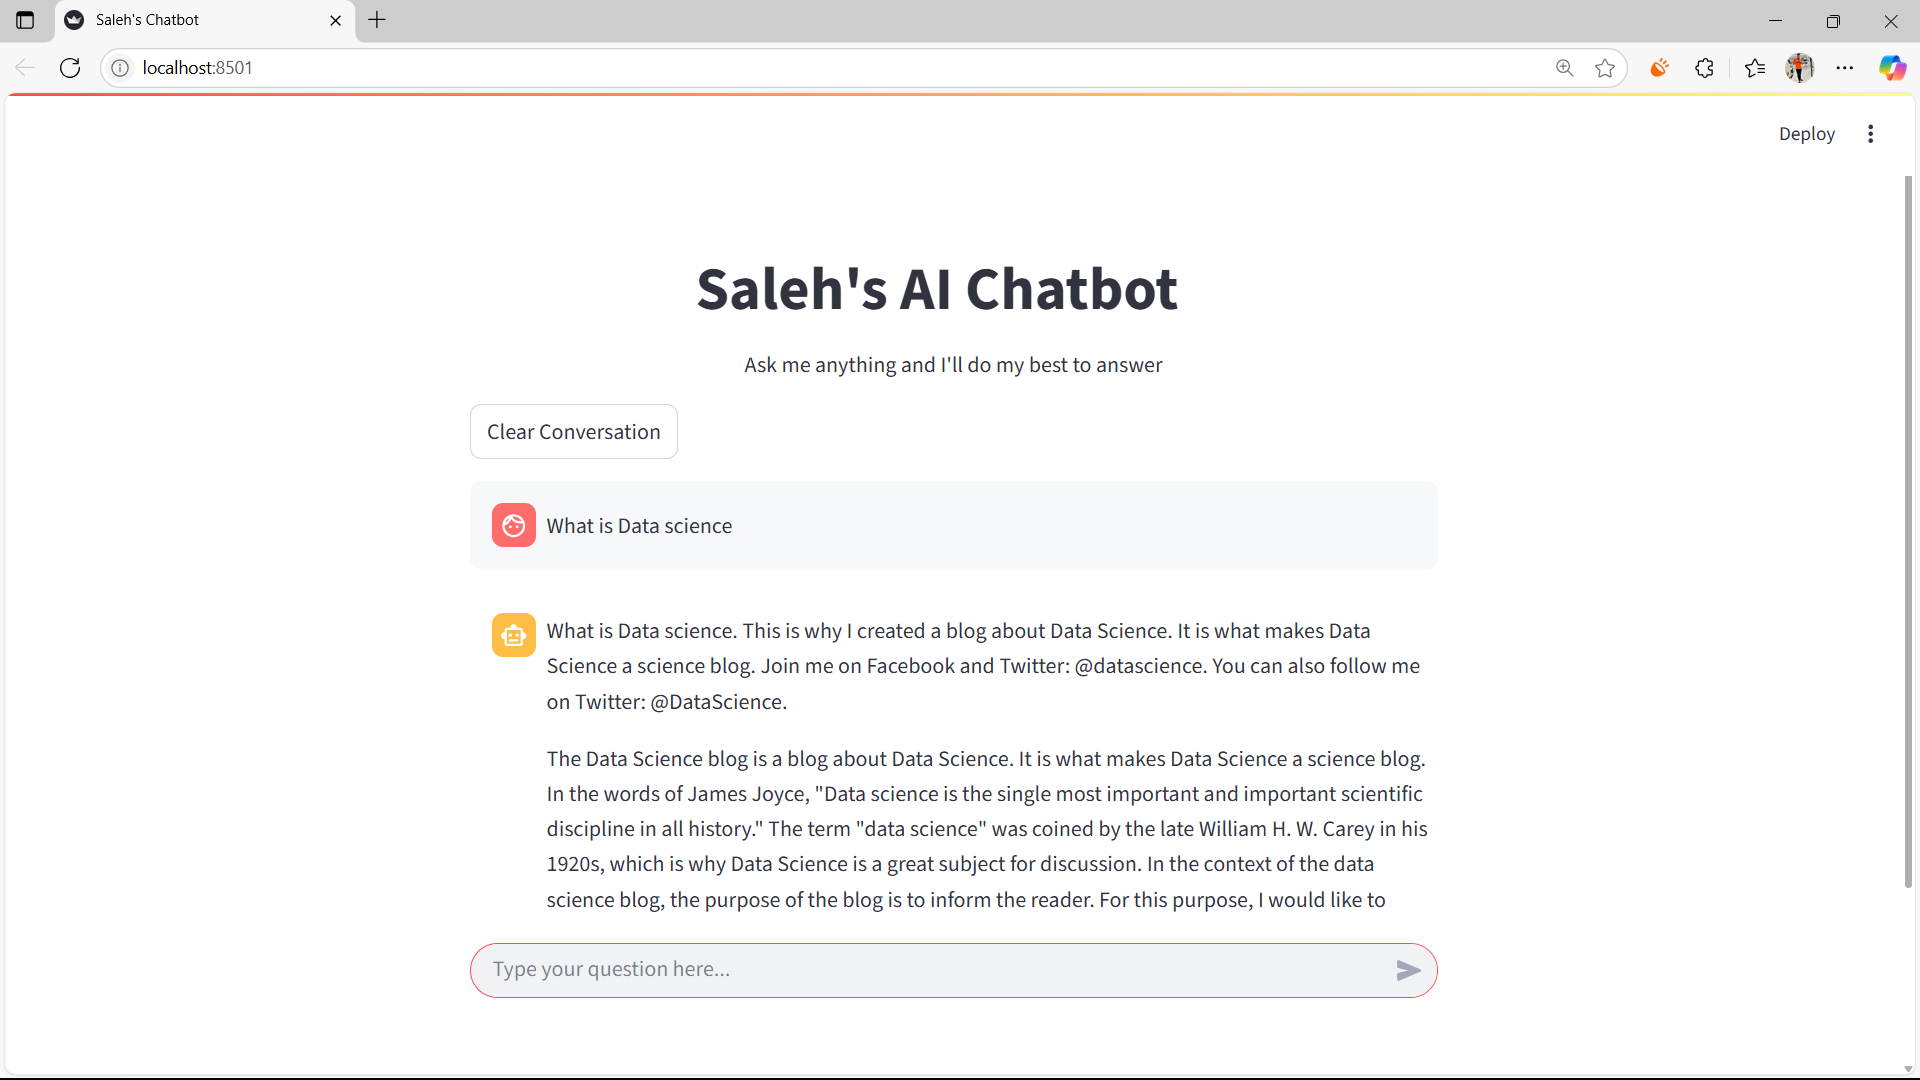 Saleh's Chatbot
localhost:8501
Deploy
Saleh's AI Chatbot
Ask me anything and I'll do my best to answer
Clear Conversation
What is Data science
What is Data science. This is why I created a blog about Data Science. It is what makes Data
Science a science blog. Join me on Facebook and Twitter: @datascience. You can also follow me
on Twitter: @DataScience.
The Data Science blog is a blog about Data Science. It is what makes Data Science a science blog.
In the words of James Joyce, "Data science is the single most important and important scientific
discipline in all history." The term "data science" was coined by the late William H. W. Carey in his
1920s, which is why Data Science is a great subject for discussion. In the context of the data
science blog, the purpose of the blog is to inform the reader. For this purpose, I would like to
Type your question here...